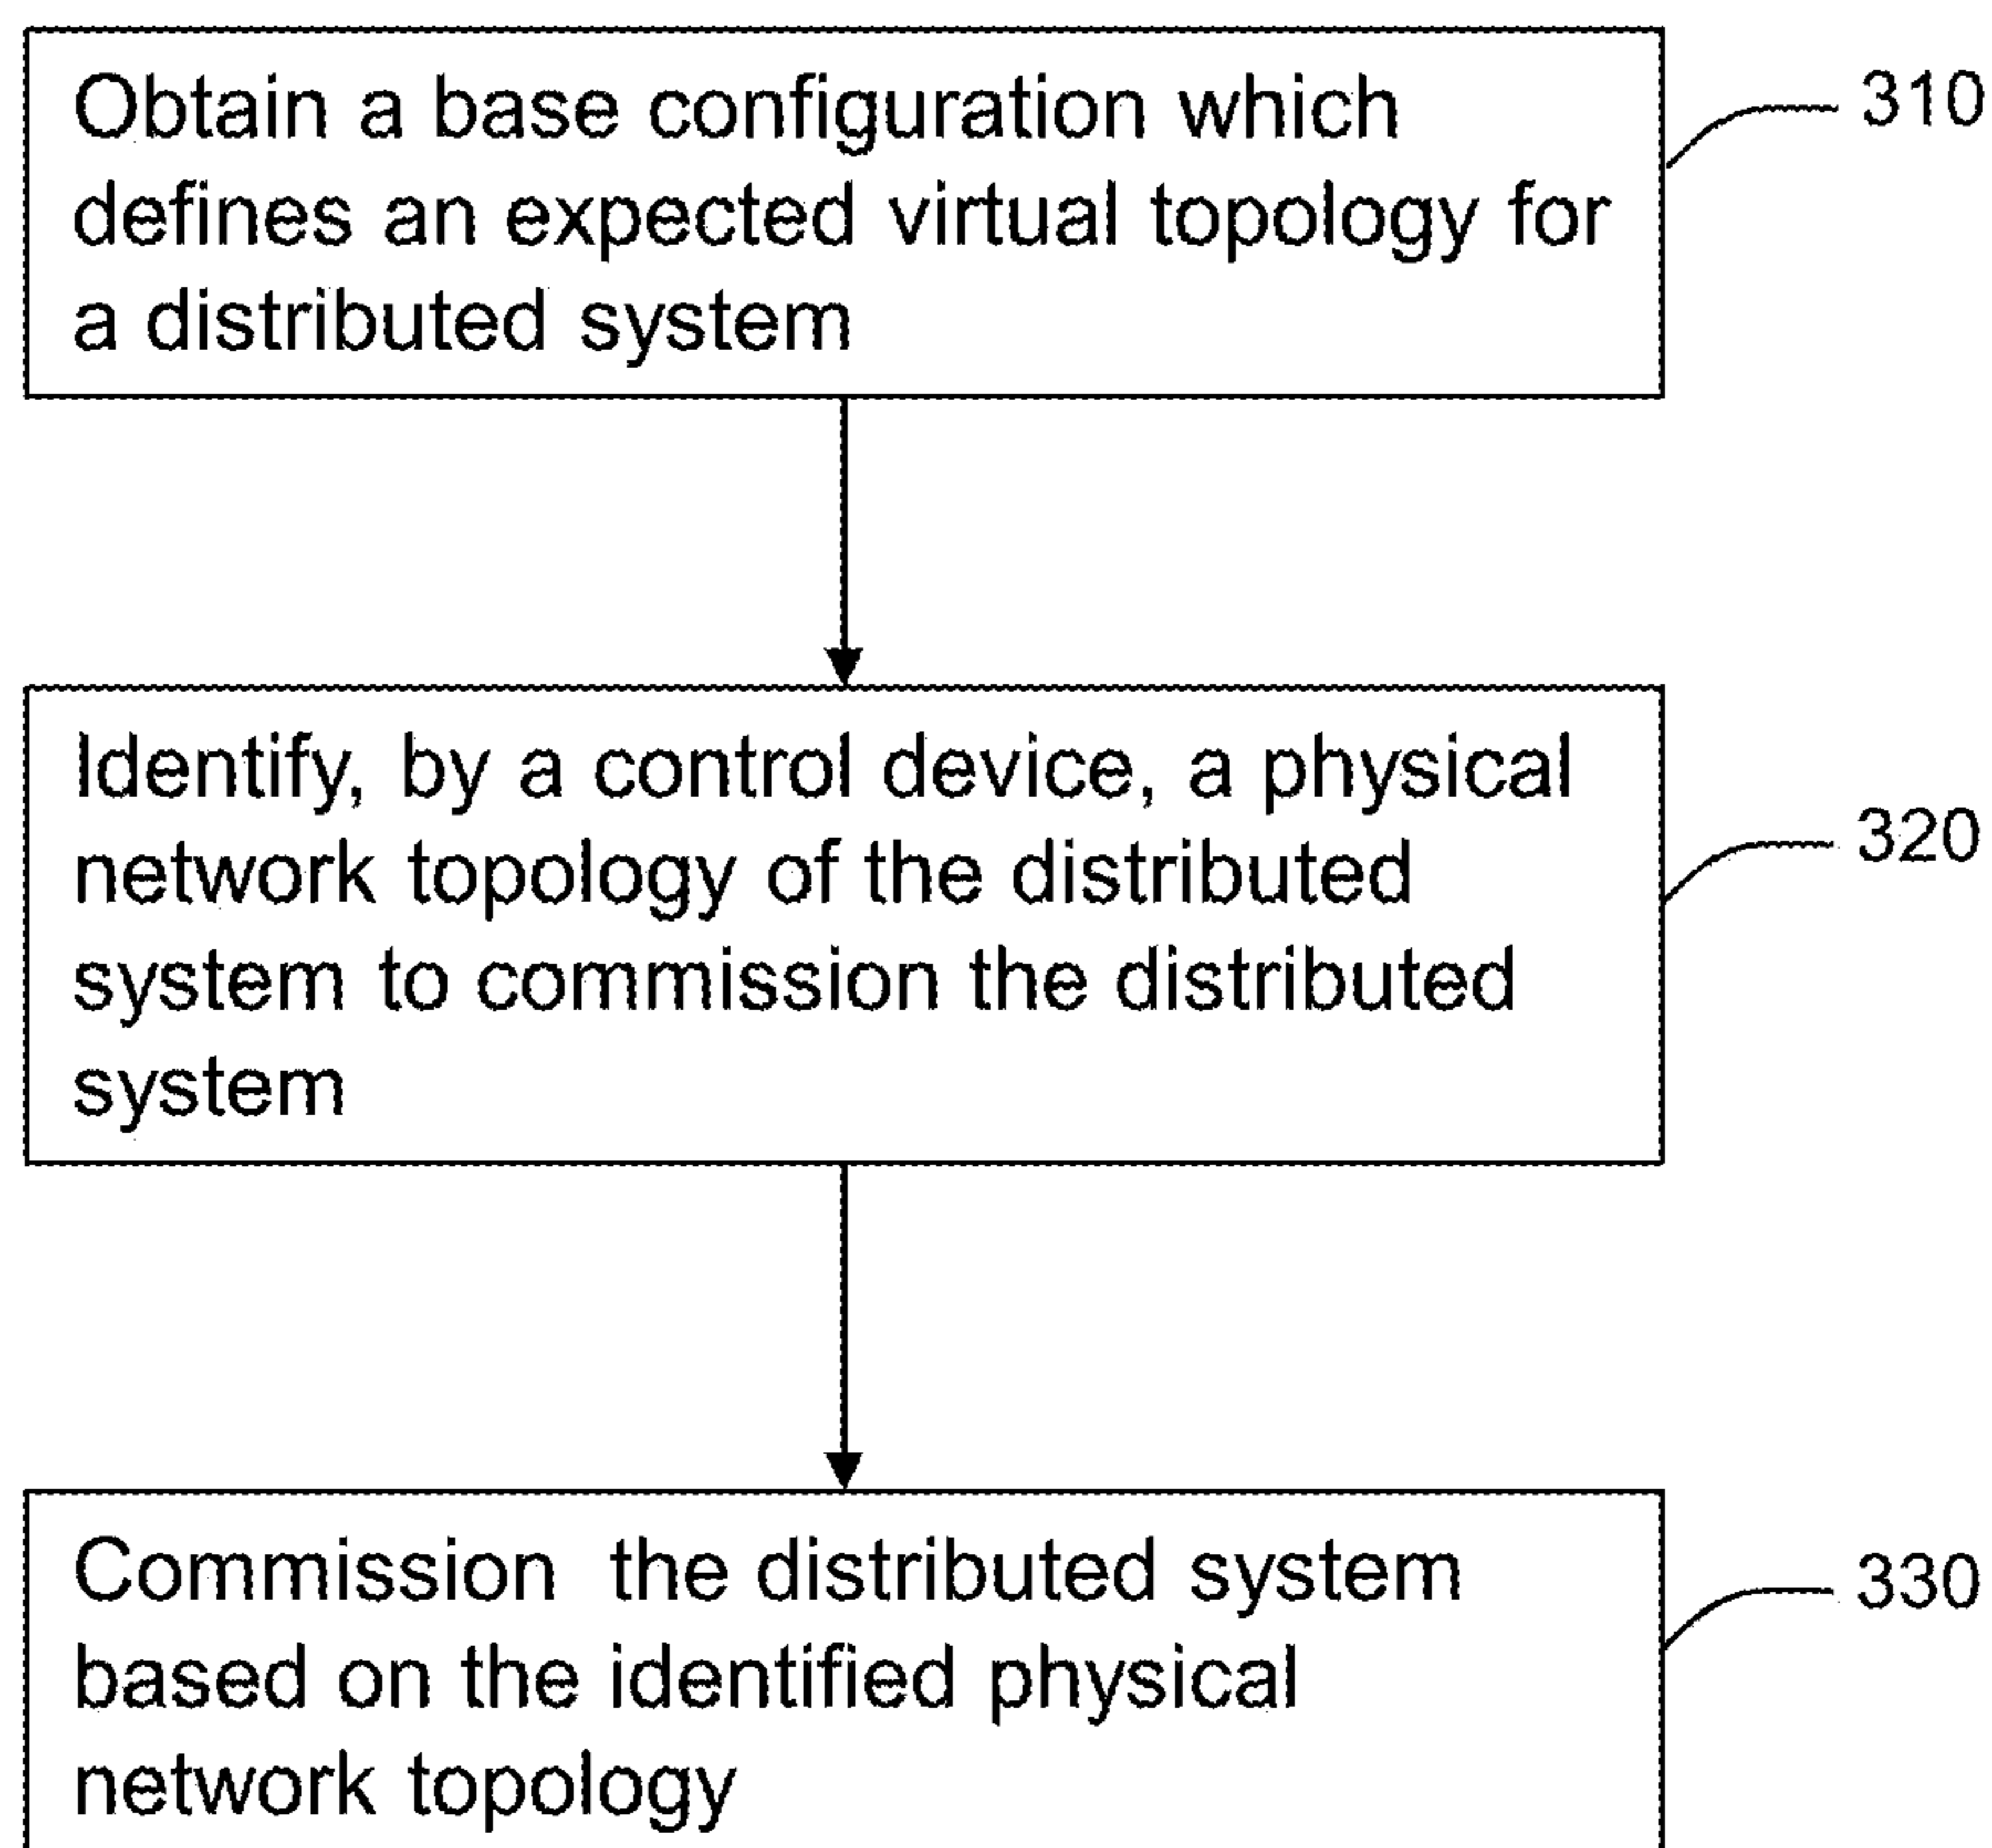 Obtain a base configuration which
defines an expected virtual topology for
a distributed system
310
Identify, by a control device, a physical
network topology of the distributed
system to commission the distributed
system
320
Commission the distributed system
based on the identified physical
network topology
330